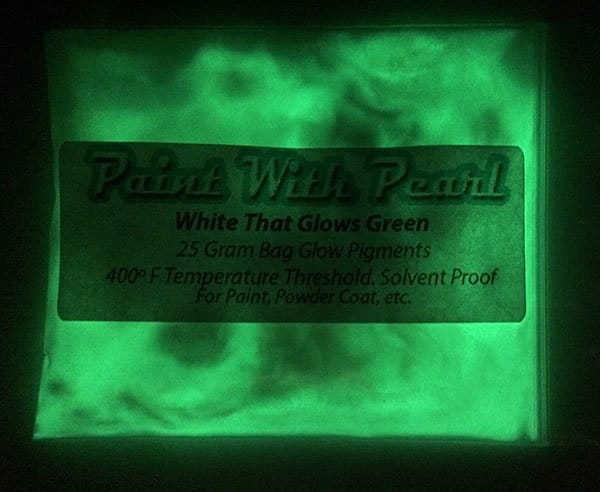 Paint With Pearl
White That Glows Green
25 Gram Bag Glow Pigments
400º F Temperature Threshold. Solvent Proof
For Paint, Powder Coat, etc.